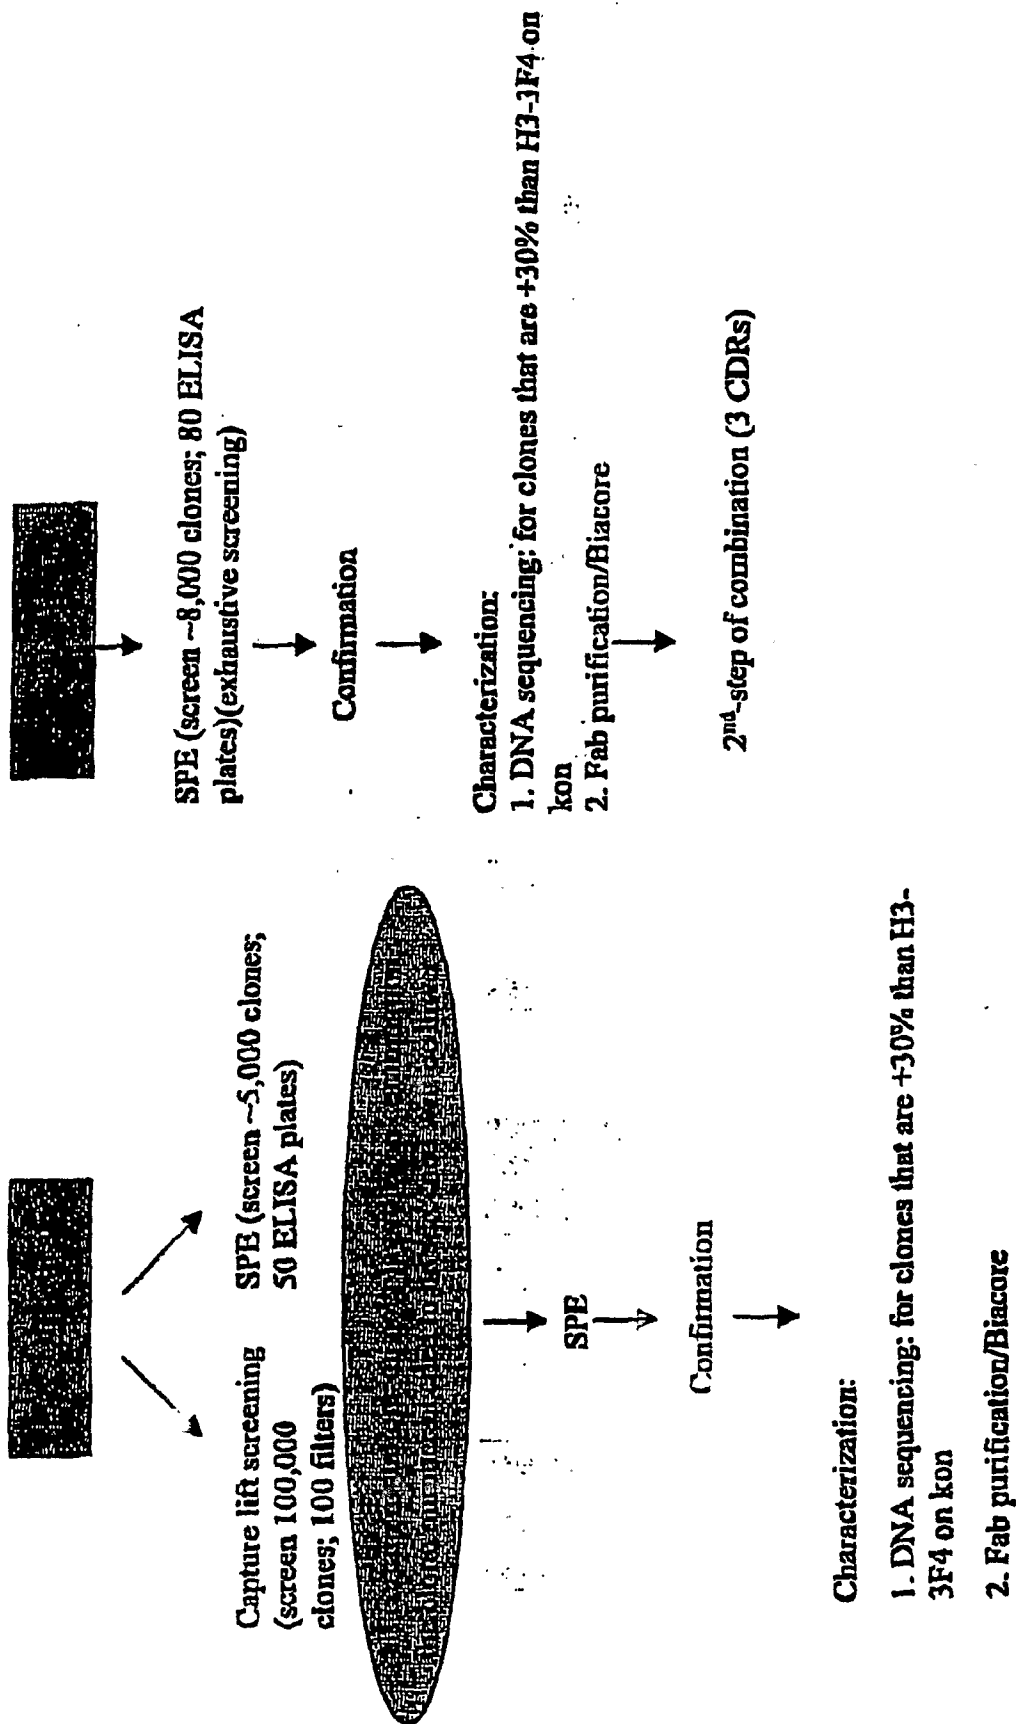 Capture lift screening
(screen 100,000
clones; 100 filters)
SPE (screen ~5,000 clones;
50 ELISA plates)
SPE
Confirmation
Characterization:
1. DNA sequencing: for clones that are +30% than H3-
3F4 on kon
2. Fab purification/Biacore
SPE (screen ~8,000 clones; 80 ELISA
plates)(exhaustive screening)
Confirmation
Characterization:
1. DNA sequencing: for clones that are +30% than H3-3F4 on
kon
2. Fab purification/Biacore
2nd-step of combination (3 CDRs)